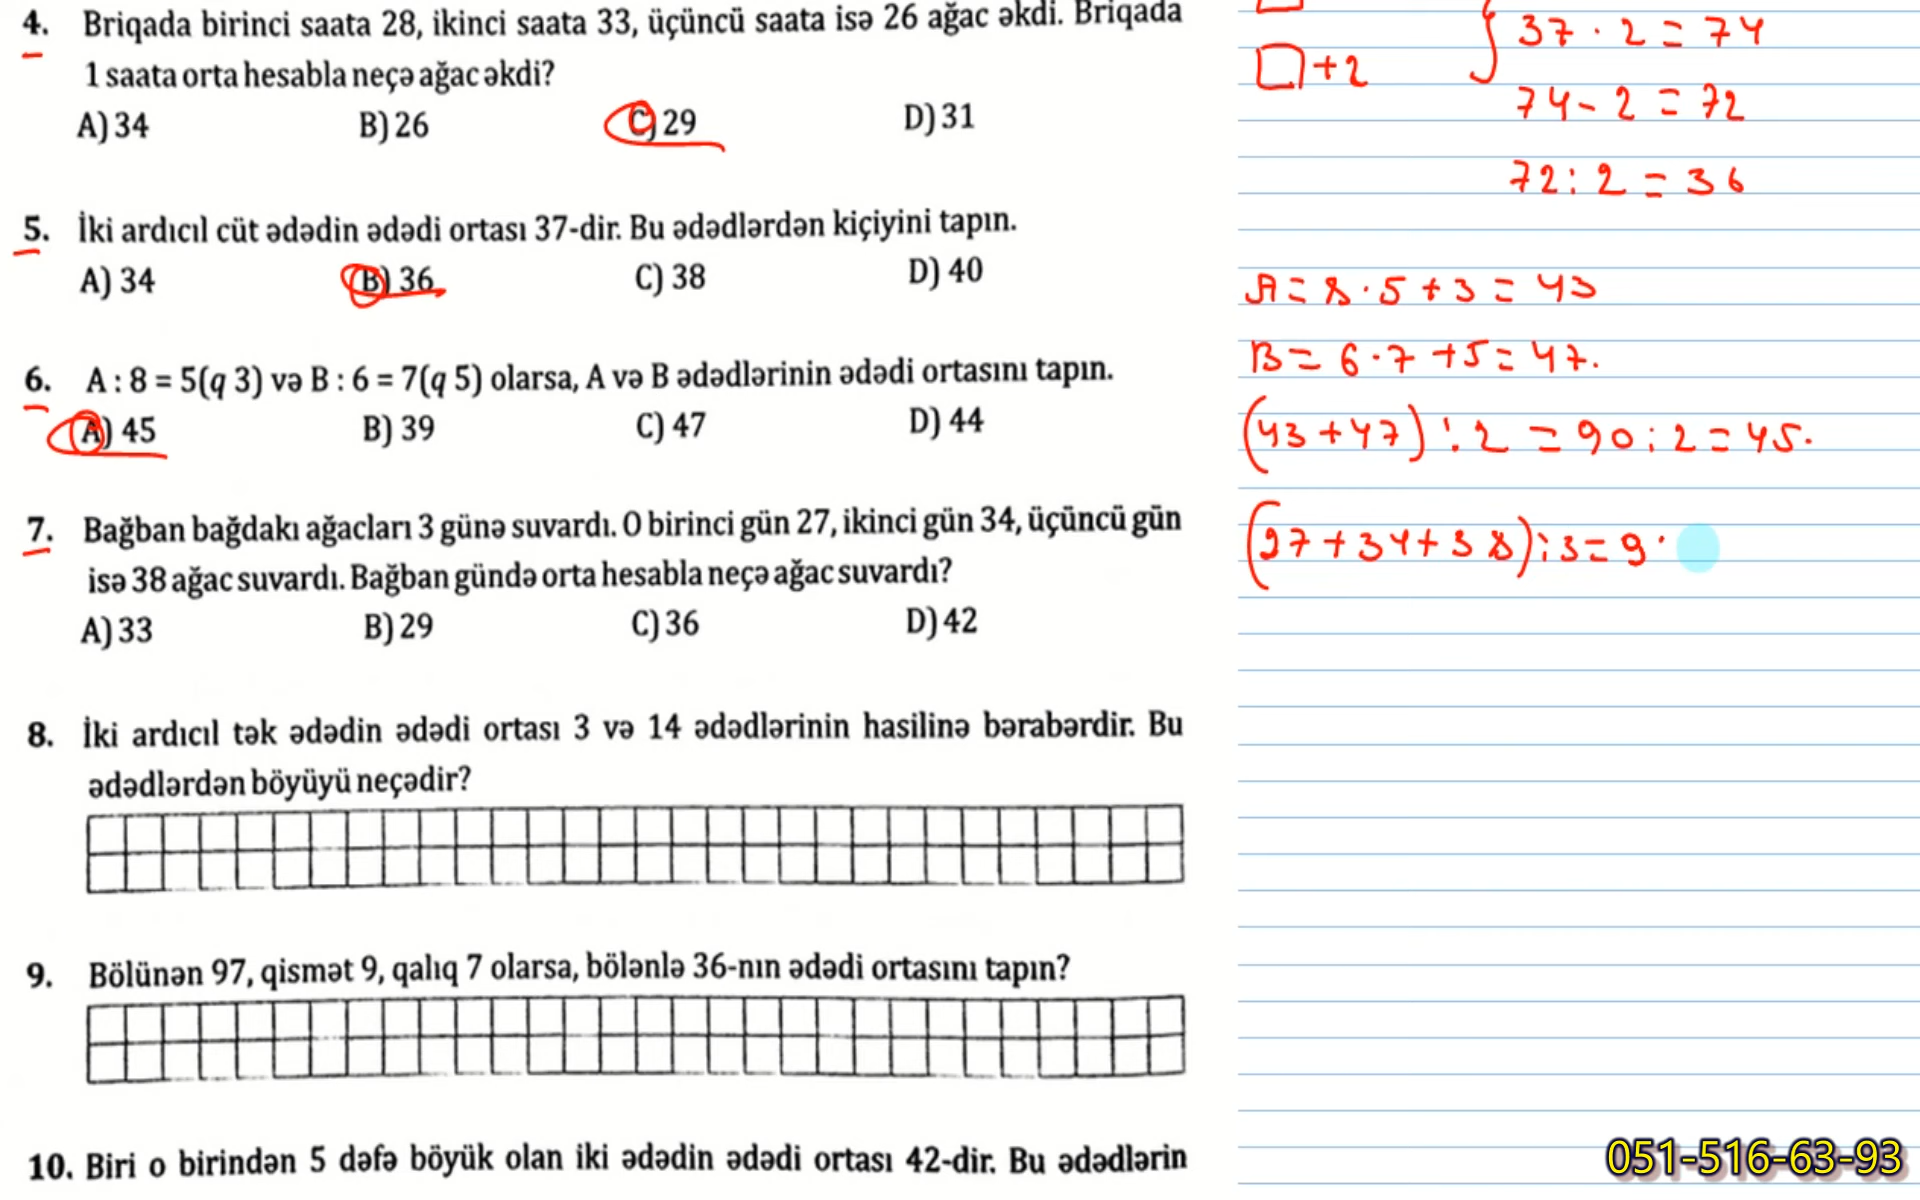 4. Briqada birinci saata 28, ikinci saata 33, üçüncü saata isə 26 ağac əkdi. Briqada
1 saata orta hesabla neçə ağac əkdi?
A) 34 B) 26 C) 29 D) 31
5. İki ardıcıl cüt ədədin ədədi ortası 37-dir. Bu ədədlərdən kiçiyini tapın.
A) 34 B) 36 C) 38 D) 40
6. A : 8 = 5(q 3) və B : 6 = 7(q 5) olarsa, A və B ədədlərinin ədədi ortasını tapın.
A) 45 B) 39 C) 47 D) 44
7. Bağban bağdakı ağacları 3 günə suvardı. O birinci gün 27, ikinci gün 34, üçüncü gün
isə 38 ağac suvardı. Bağban gündə orta hesabla neçə ağac suvardı?
A) 33 B) 29 C) 36 D) 42
8. İki ardıcıl tək ədədin ədədi ortası 3 və 14 ədədlərinin hasilinə bərabərdir. Bu
ədədlərdən böyüyü neçədir?
9. Bölünən 97, qismət 9, qalıq 7 olarsa, bölənlə 36-nın ədədi ortasını tapın?
10. Biri o birindən 5 dəfə böyük olan iki ədədin ədədi ortası 42-dir. Bu ədədlərin
37 · 2 = 74
□ + 2
74 - 2 = 72
72 : 2 = 36
A = 8 · 5 + 3 = 43
B = 6 · 7 + 5 = 47.
(43 + 47) : 2 = 90 : 2 = 45.
(27 + 34 + 38) : 3 = 9
051-516-63-93